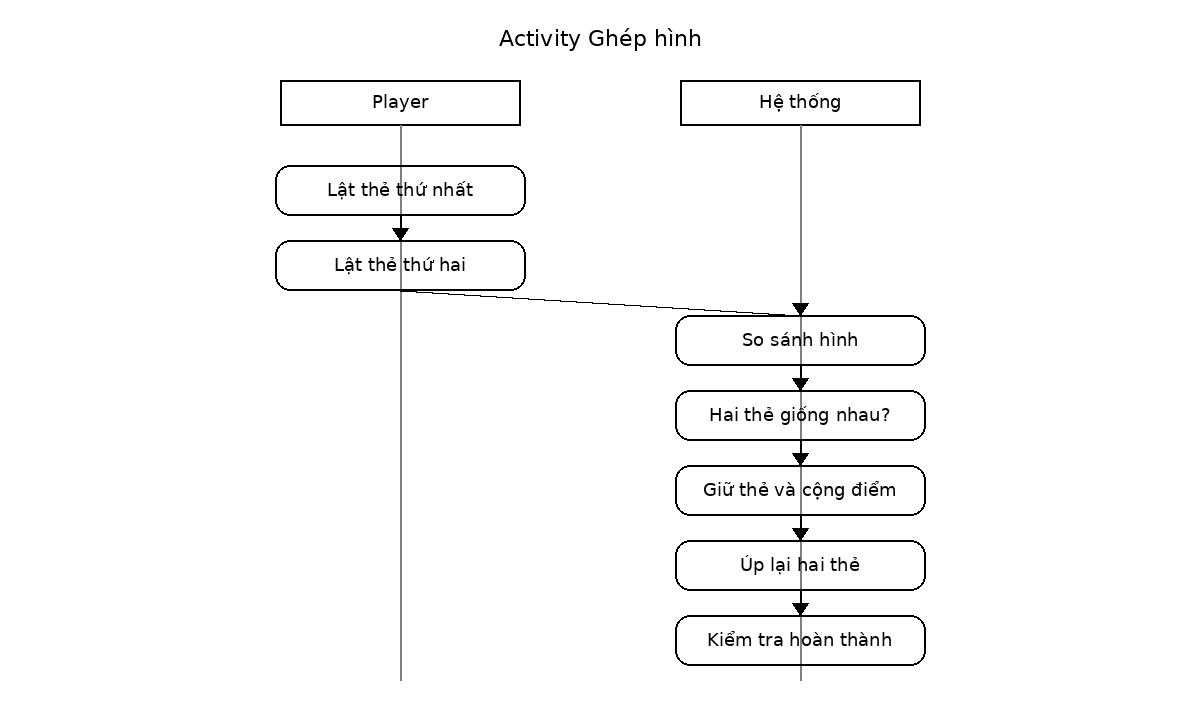 Activity Ghép hình
Player
Hệ thống
Lật thẻ thứ nhất
Lật thẻ thứ hai
So sánh hình
Hai thẻ giống nhau?
Giữ thẻ và cộng điểm
Úp lại hai thẻ
Kiểm tra hoàn thành